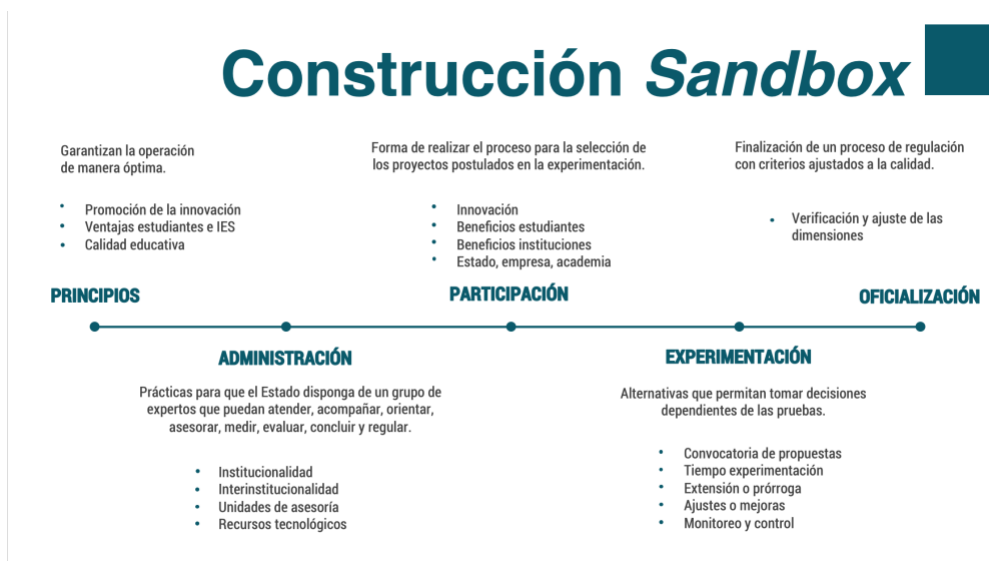 Construcción Sandbox
Garantizan la operación
de manera óptima.
• Promoción de la innovación
• Ventajas estudiantes e IES
• Calidad educativa
PRINCIPIOS
Forma de realizar el proceso para la selección de
los proyectos postulados en la experimentación.
• Innovación
• Beneficios estudiantes
• Beneficios instituciones
• Estado, empresa, academia
PARTICIPACIÓN
Finalización de un proceso de regulación
con criterios ajustados a la calidad.
• Verificación y ajuste de las
dimensiones
OFICIALIZACIÓN
ADMINISTRACIÓN
Prácticas para que el Estado disponga de un grupo de
expertos que puedan atender, acompañar, orientar,
asesorar, medir, evaluar, concluir y regular.
• Institucionalidad
• Interinstitucionalidad
• Unidades de asesoría
• Recursos tecnológicos
EXPERIMENTACIÓN
Alternativas que permitan tomar decisiones
dependientes de las pruebas.
• Convocatoria de propuestas
• Tiempo experimentación
• Extensión o prórroga
• Ajustes o mejoras
• Monitoreo y control